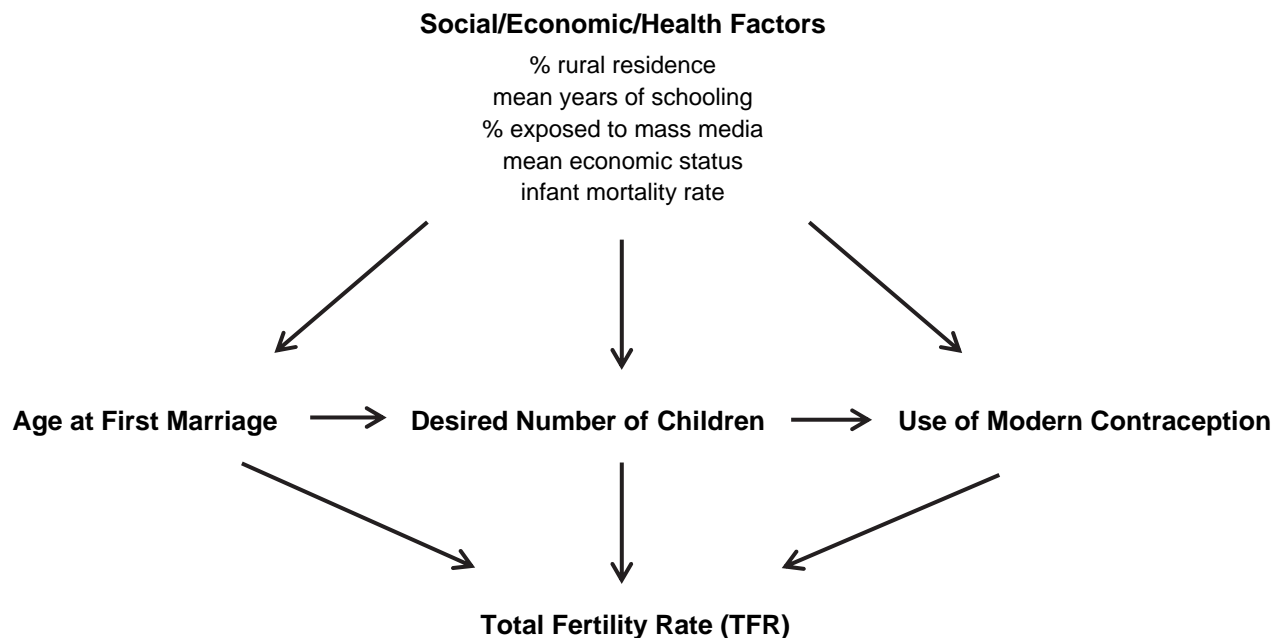 Social/Economic/Health Factors
% rural residence
mean years of schooling
% exposed to mass media
mean economic status
infant mortality rate
Age at First Marriage
Desired Number of Children
Use of Modern Contraception
Total Fertility Rate (TFR)